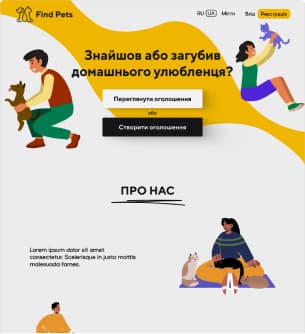 Find Pets
RU UA Місти Вхід Реєстрація
Знайшов або загубив
домашнього улюбленця?
Переглянути оголошення
або
Створити оголошення
ПРО НАС
Lorem ipsum dolor sit amet
consectetur. Scelerisque in justo mattis
malesuada fames.